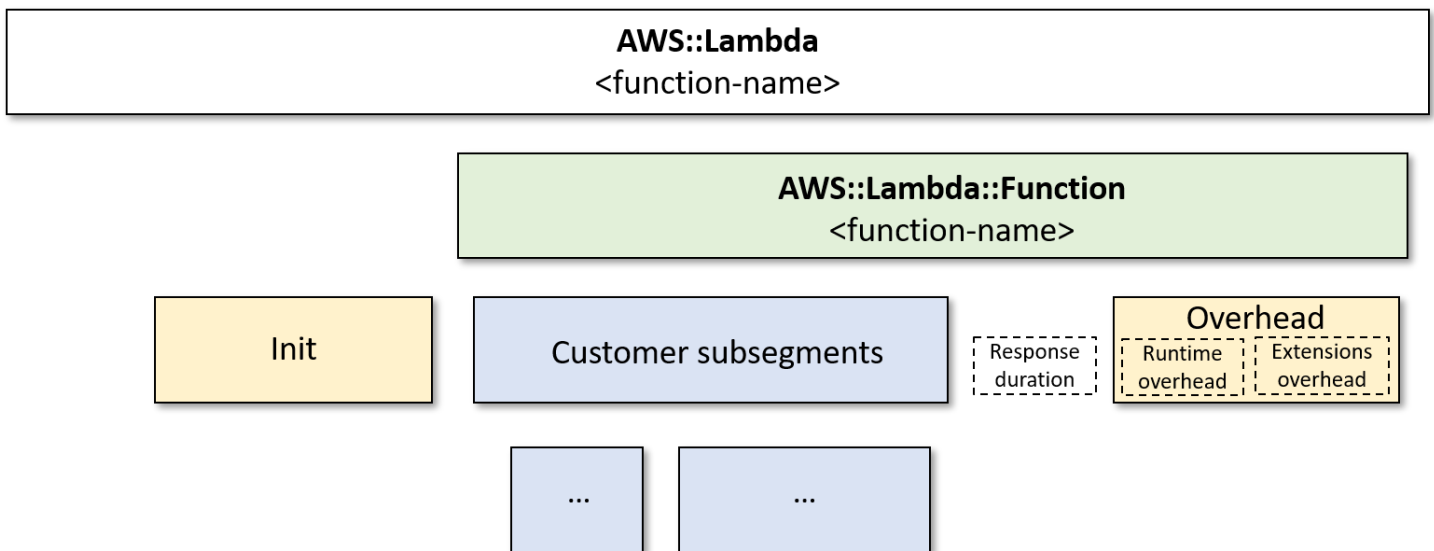 AWS::Lambda
<function-name>
AWS::Lambda::Function
<function-name>
Init
Customer subsegments
Response
duration
Overhead
Runtime
overhead
Extensions
overhead
...
...